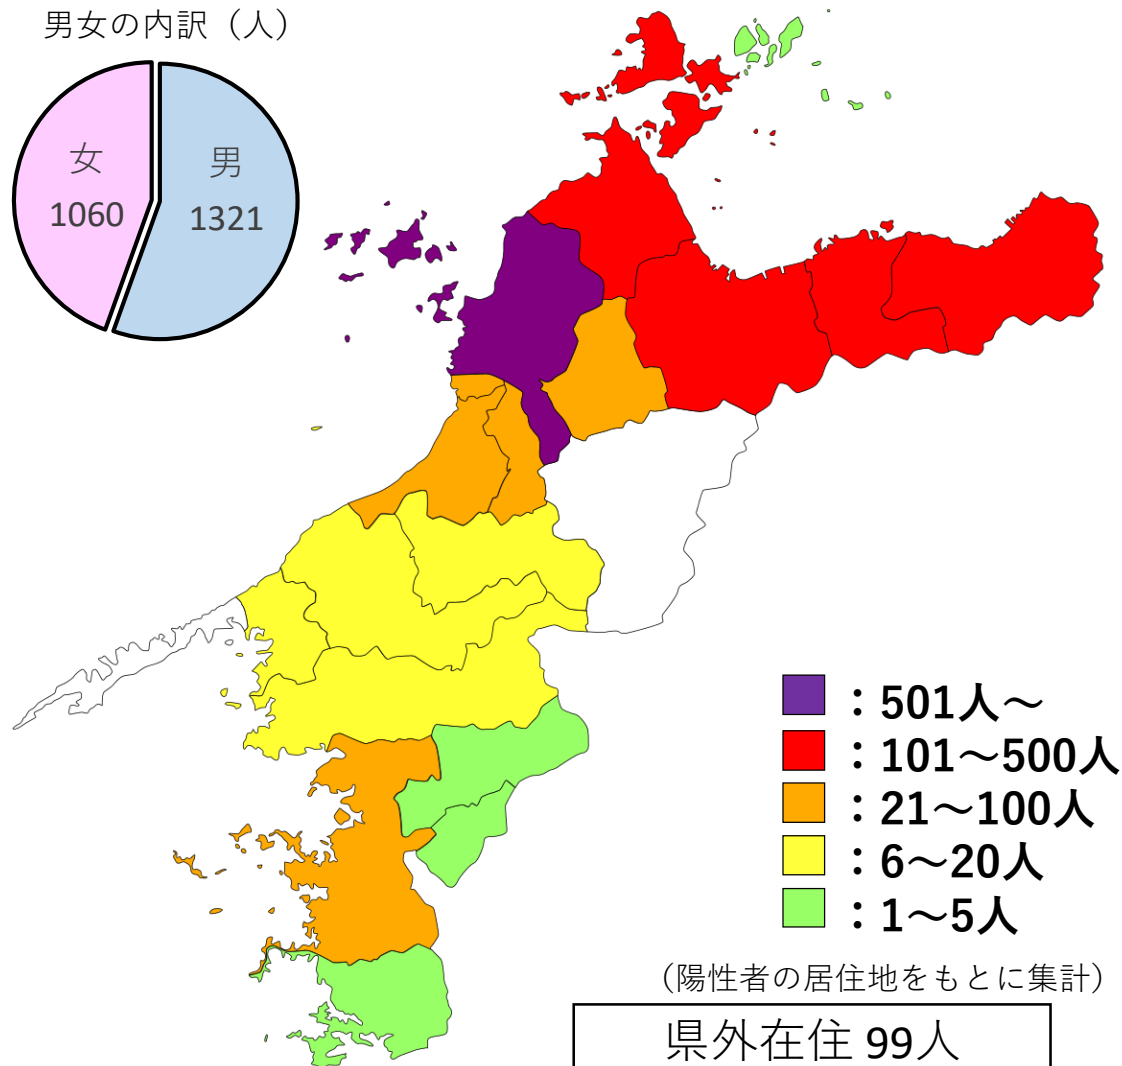 男女の内訳（人）
女
1060
男
1321
：501人～
：101～500人
：21～100人
：6～20人
：1～5人
（陽性者の居住地をもとに集計）
県外在住 99人